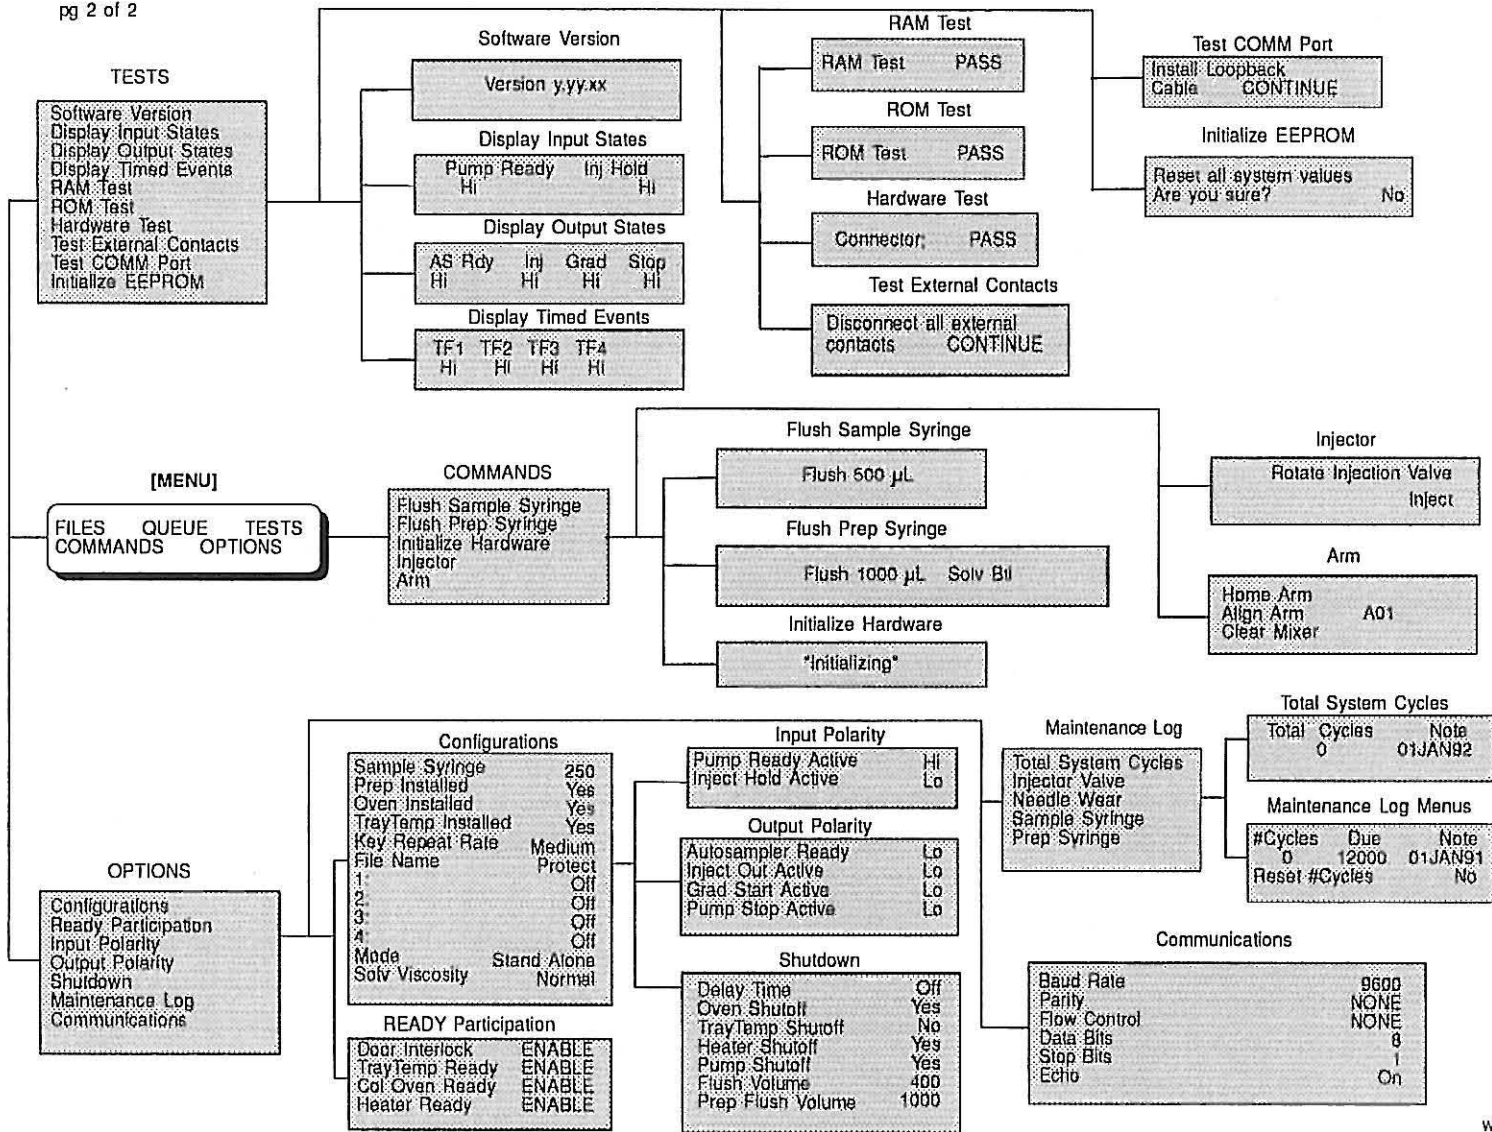 pg 2 of 2
TESTS
Software Version
Display Input States
Display Output States
Display Timed Events
RAM Test
ROM Test
Hardware Test
Test External Contacts
Test COMM Port
Initialize EEPROM
Software Version
Version y.yy.xx
Display Input States
Pump Ready Inj Hold
Hi Hi
Display Output States
AS Rdy Inj Grad Stop
Hi Hi Hi Hi
Display Timed Events
TF1 TF2 TF3 TF4
Hi Hi Hi Hi
RAM Test
RAM Test PASS
ROM Test
ROM Test PASS
Hardware Test
Connector: PASS
Test External Contacts
Disconnect all external
contacts CONTINUE
Test COMM Port
Install Loopback
Cable CONTINUE
Initialize EEPROM
Reset all system values
Are you sure? No
[MENU]
FILES QUEUE TESTS
COMMANDS OPTIONS
COMMANDS
Flush Sample Syringe
Flush Prep Syringe
Initialize Hardware
Injector
Arm
Flush Sample Syringe
Flush 500 µL
Flush Prep Syringe
Flush 1000 µL Solv Btl
Initialize Hardware
"Initializing"
Injector
Rotate Injection Valve
Inject
Arm
Home Arm
Align Arm A01
Clear Mixer
OPTIONS
Configurations
Ready Participation
Input Polarity
Output Polarity
Shutdown
Maintenance Log
Communications
Configurations
Sample Syringe 250
Prep Installed Yes
Oven Installed Yes
TrayTemp Installed Yes
Key Repeat Rate Medium
File Name Protect
1: Off
2: Off
3: Off
4: Off
Mode Stand Alone
Solv Viscosity Normal
READY Participation
Door Interlock ENABLE
TrayTemp Ready ENABLE
Col Oven Ready ENABLE
Heater Ready ENABLE
Input Polarity
Pump Ready Active Hi
Inject Hold Active Lo
Output Polarity
Autosampler Ready Lo
Inject Out Active Lo
Grad Start Active Lo
Pump Stop Active Lo
Shutdown
Delay Time Off
Oven Shutoff Yes
TrayTemp Shutoff No
Heater Shutoff Yes
Pump Shutoff Yes
Flush Volume 400
Prep Flush Volume 1000
Maintenance Log
Total System Cycles
Injector Valve
Needle Wear
Sample Syringe
Prep Syringe
Total System Cycles
Total Cycles Note
0 01JAN92
Maintenance Log Menus
#Cycles Due Note
0 12000 01JAN91
Reset #Cycles No
Communications
Baud Rate 9600
Parity NONE
Flow Control NONE
Data Bits 8
Stop Bits 1
Echo On
W